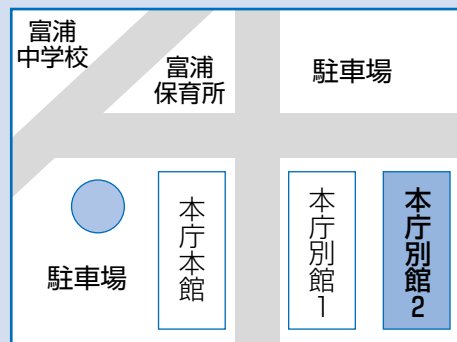 富浦
中学校
富浦
保育所
駐車場
駐車場
本庁本館
本庁別館1
本庁別館2